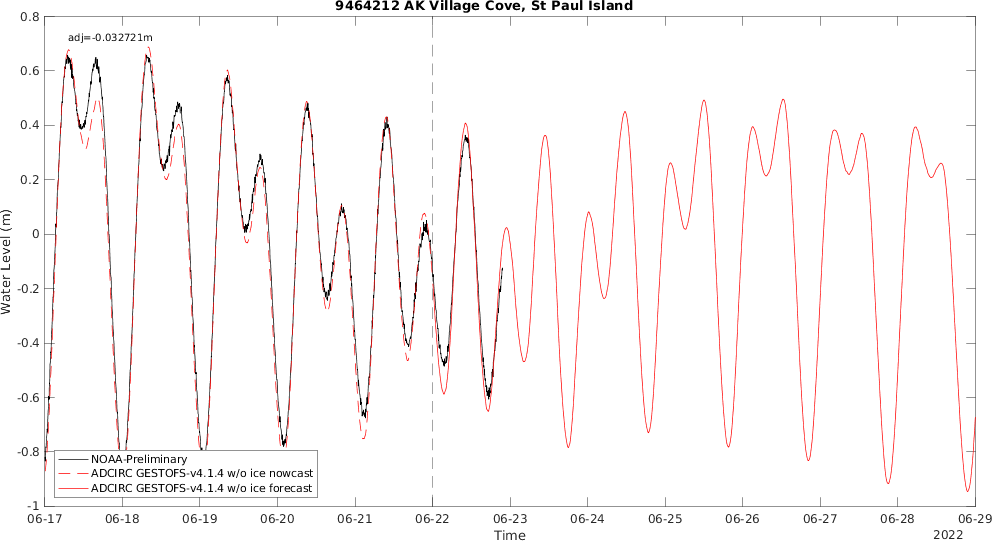 9464212 AK Village Cove, St Paul Island
adj=-0.032721m
0.8
0.6
0.4
0.2
0
-0.2
-0.4
-0.6
-0.8
-1
Water Level (m)
NOAA-Preliminary
ADCIRC GESTOFS-v4.1.4 w/o ice nowcast
ADCIRC GESTOFS-v4.1.4 w/o ice forecast
06-17 06-18 06-19 06-20 06-21 06-22 06-23 06-24 06-25 06-26 06-27 06-28 06-29
Time
2022